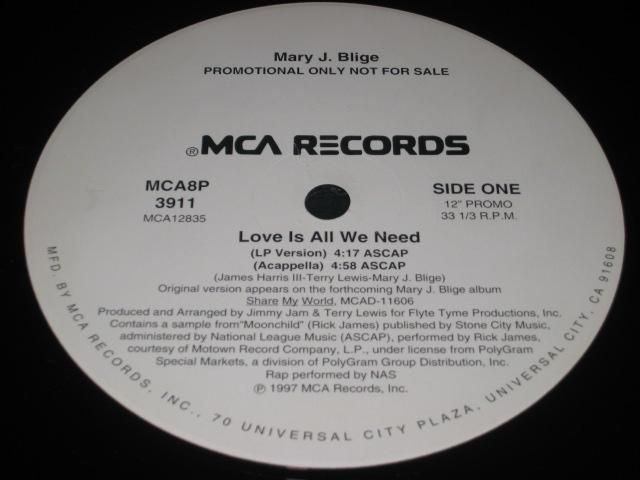 Mary J. Blige
PROMOTIONAL ONLY NOT FOR SALE
® MCA RECORDS
MCA8P
3911
MCA12835
SIDE ONE
12" PROMO
33 1/3 R.P.M.
Love Is All We Need
(LP Version) 4:17 ASCAP
(Acappella) 4:58 ASCAP
(James Harris III-Terry Lewis-Mary J. Blige)
Original version appears on the forthcoming Mary J. Blige album
Share My World, MCAD-11606
Produced and Arranged by Jimmy Jam & Terry Lewis for Flyte Tyme Productions, Inc.
Contains a sample from"Moonchild" (Rick James) published by Stone City Music,
administered by National League Music (ASCAP), performed by Rick James,
courtesy of Motown Record Company, L.P., under license from PolyGram
Special Markets, a division of PolyGram Group Distribution, Inc.
Rap performed by NAS
℗ 1997 MCA Records, Inc.
MFD. BY MCA RECORDS, INC., 70 UNIVERSAL CITY PLAZA, UNIVERSAL CITY, CA 91608